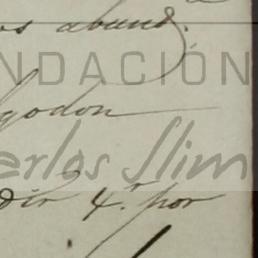 os abund.
NDACIÓN
godon
arlos Slim
dir 4.r por